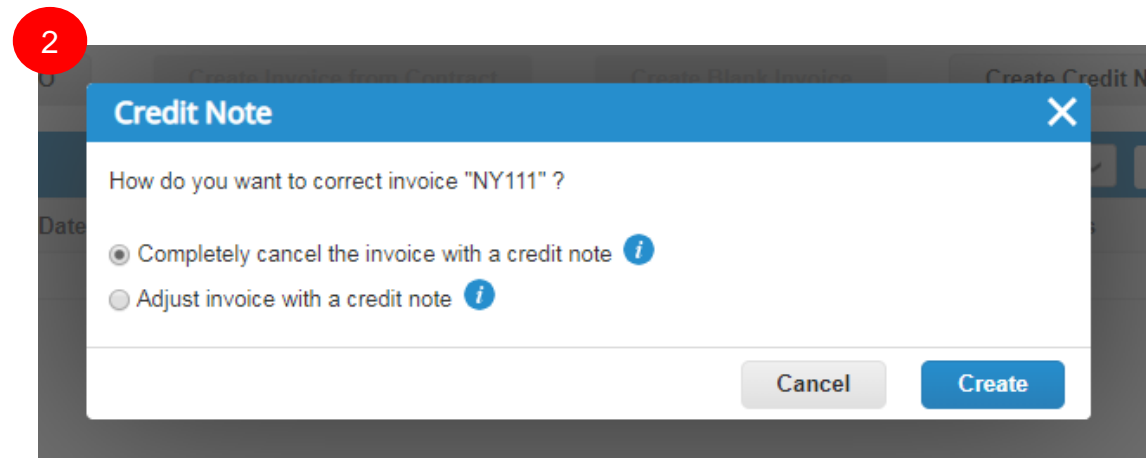 2
Create Invoice from Contract
Create Blank Invoice
Create Credit N
Credit Note
How do you want to correct invoice "NY111" ?
Date
Completely cancel the invoice with a credit note i
Adjust invoice with a credit note i
Cancel
Create